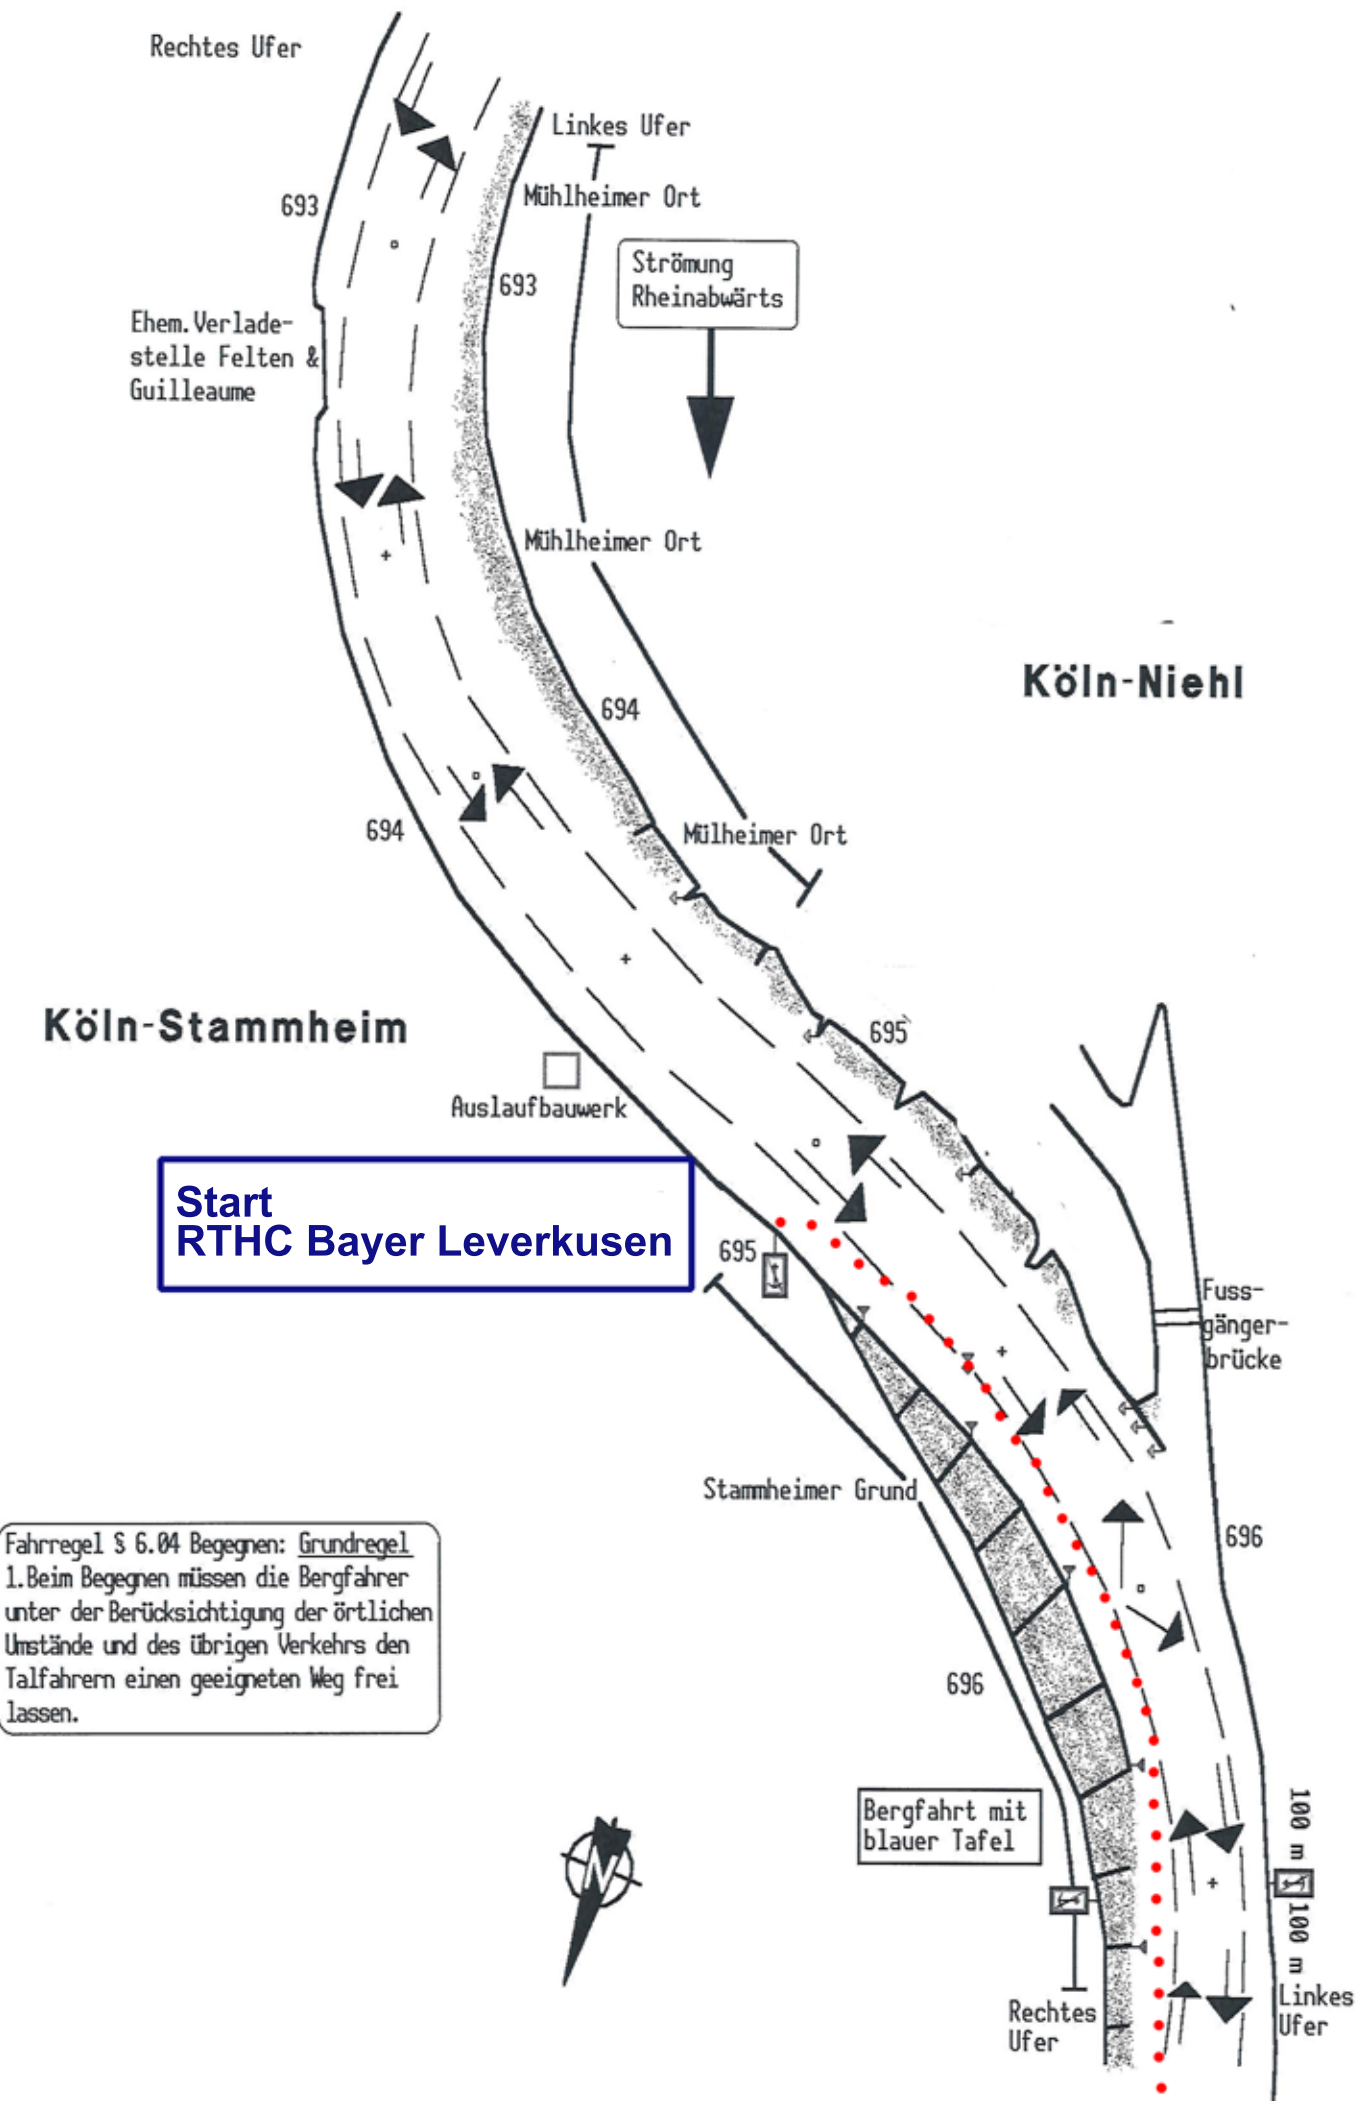 Rechtes Ufer
Linkes Ufer
Mühlheimer Ort
693
Strömung
Rheinabwärts
693
Ehem.Verlade-
stelle Felten &
Guilleaume
Mühlheimer Ort
Köln-Niehl
694
694
Mülheimer Ort
Köln-Stammheim
695
Auslaufbauwerk
Start
RTHC Bayer Leverkusen
695
Fuss-
gänger-
brücke
Stammheimer Grund
696
Fahrregel § 6.04 Begegnen: Grundregel
1.Beim Begegnen müssen die Bergfahrer
unter der Berücksichtigung der örtlichen
Umstände und des übrigen Verkehrs den
Talfahrern einen geeigneten Weg frei
lassen.
696
Bergfahrt mit
blauer Tafel
100 m
100 m
N
Rechtes
Ufer
Linkes
Ufer